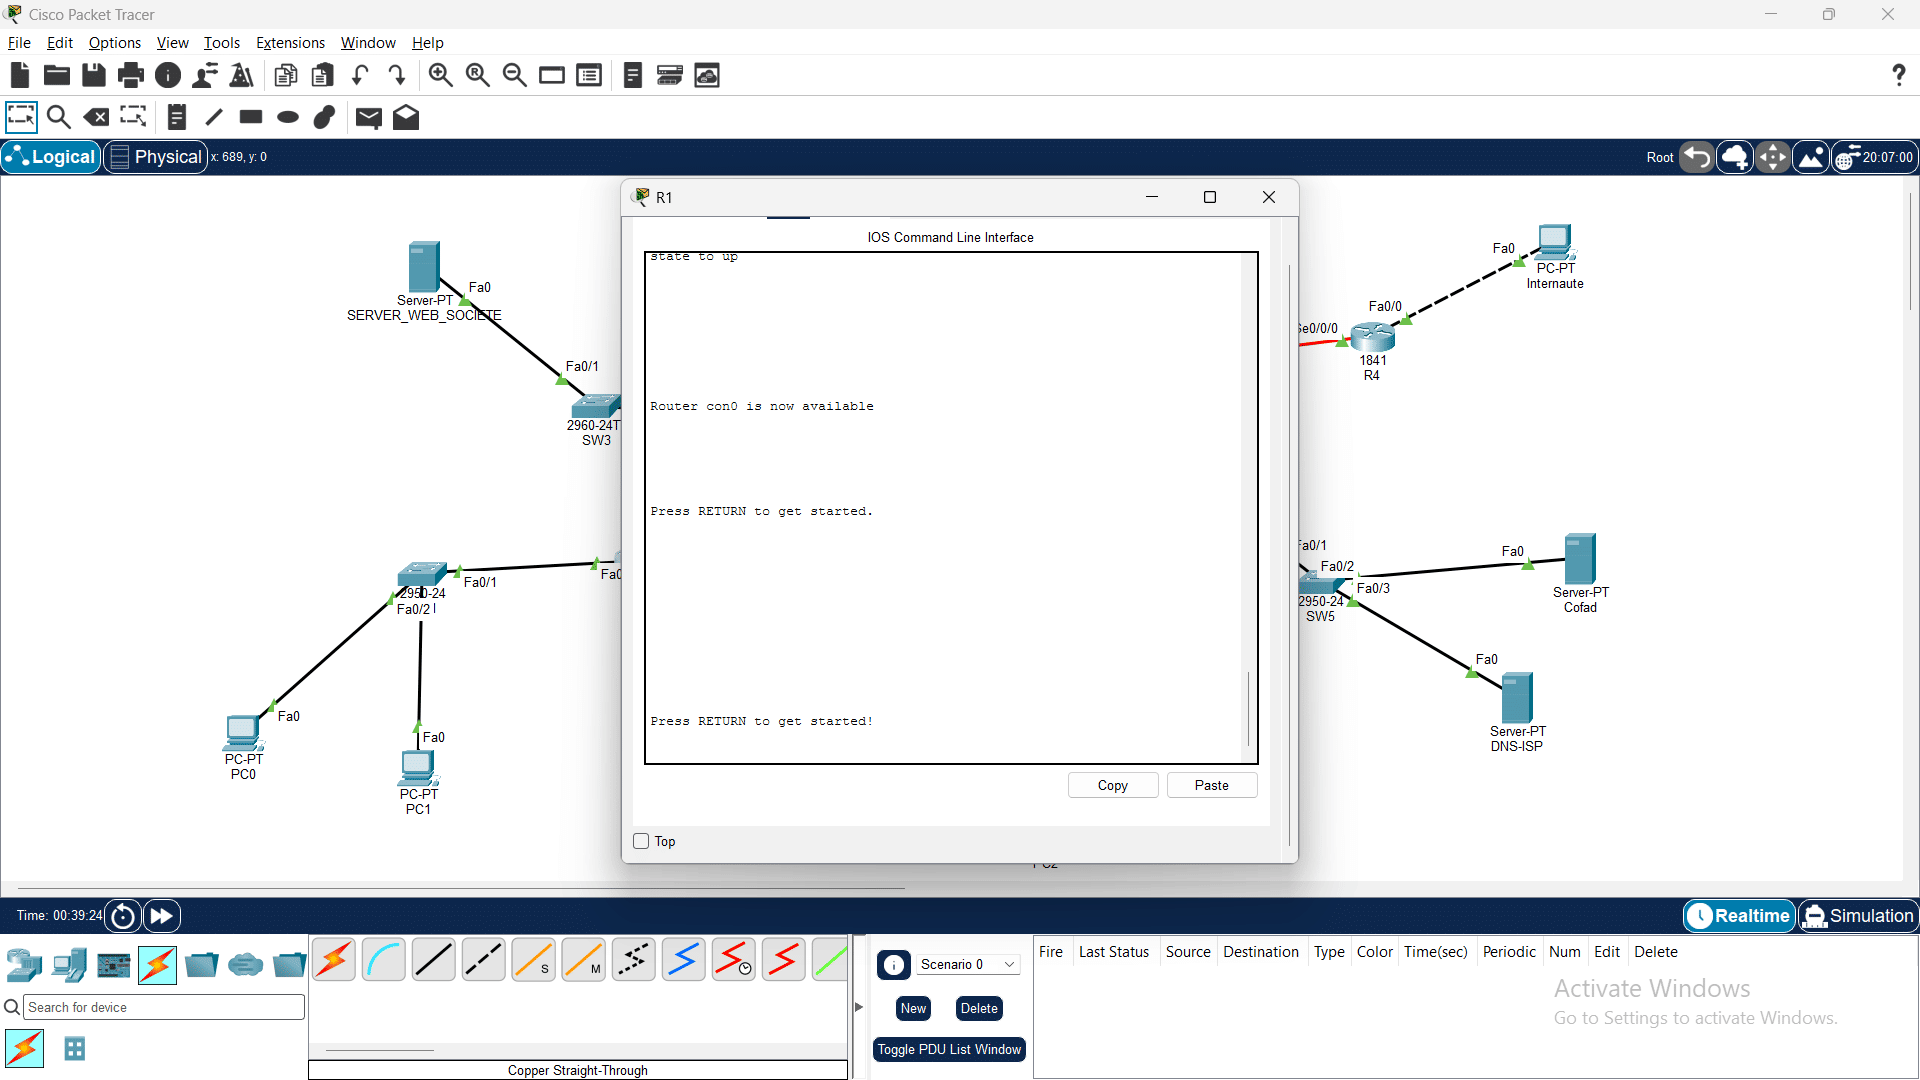 Cisco Packet Tracer
File Edit Options View Tools Extensions Window Help
Logical Physical x: 689, y: 0 Root 20:07:00
R1
IOS Command Line Interface
state to up
Router con0 is now available
Press RETURN to get started.
Press RETURN to get started!
Copy Paste
Top
Fa0
Server-PT
SERVER_WEB_SOCIETE
Fa0/1
2960-24T
SW3
Fa0
PC-PT
Internaute
Fa0/0
Se0/0/0
1841
R4
Fa0/1
2950-24
Fa0/2
Fa0
PC-PT
PC0
Fa0
PC-PT
PC1
Fa0/1
Fa0/2
Fa0/3
2950-24
SW5
Fa0
Server-PT
Cofad
Fa0
Server-PT
DNS-ISP
Time: 00:39:24 Realtime Simulation
Search for device
S M
Copper Straight-Through
Scenario 0
New Delete
Toggle PDU List Window
Fire Last Status Source Destination Type Color Time(sec) Periodic Num Edit Delete
Activate Windows
Go to Settings to activate Windows.